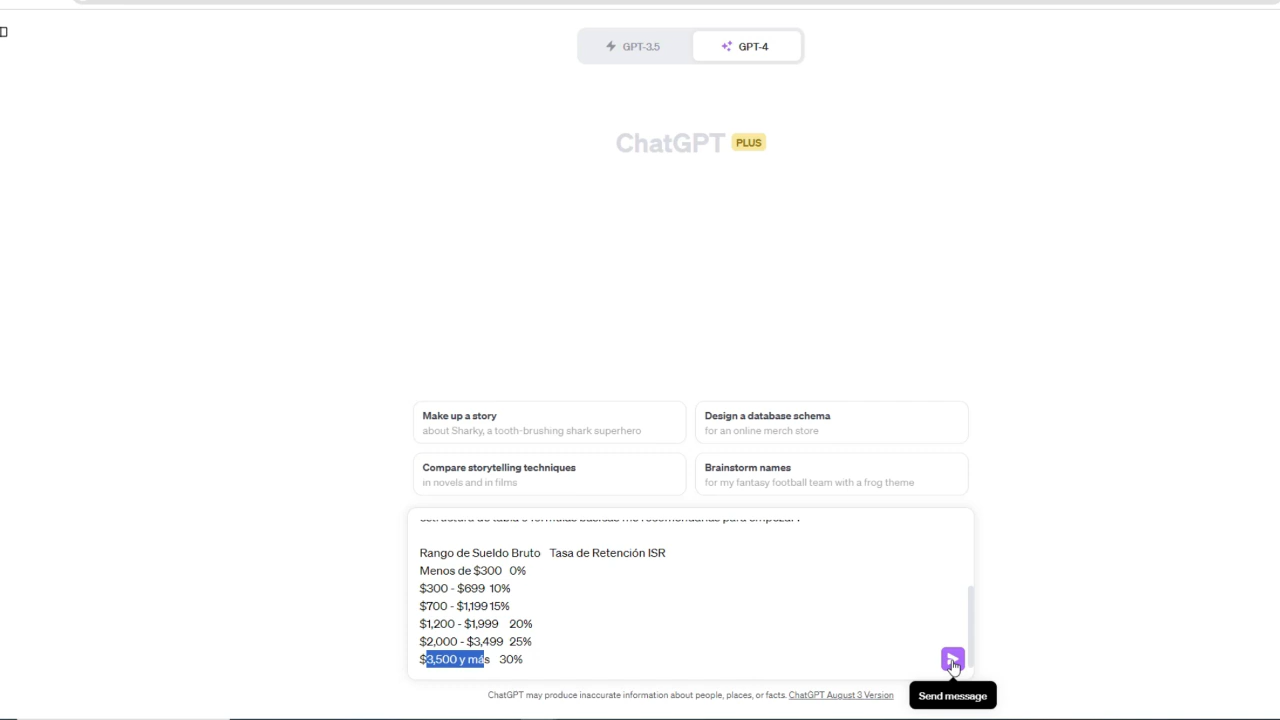 GPT-3.5
GPT-4
ChatGPT PLUS
Make up a story
about Sharky, a tooth-brushing shark superhero
Design a database schema
for an online merch store
Compare storytelling techniques
in novels and in films
Brainstorm names
for my fantasy football team with a frog theme
Rango de Sueldo Bruto Tasa de Retención ISR
Menos de $300 0%
$300 - $699 10%
$700 - $1,199 15%
$1,200 - $1,999 20%
$2,000 - $3,499 25%
$3,500 y más 30%
ChatGPT may produce inaccurate information about people, places, or facts. ChatGPT August 3 Version
Send message